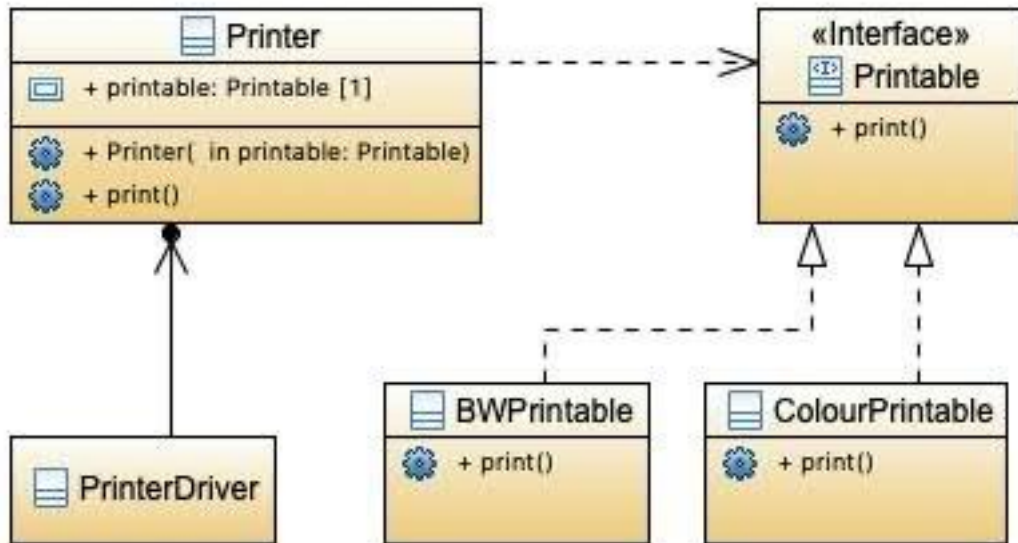 Printer
+ printable: Printable [1]
+ Printer( in printable: Printable)
+ print()
«Interface»
<I> Printable
+ print()
BWPrintable
+ print()
ColourPrintable
+ print()
PrinterDriver